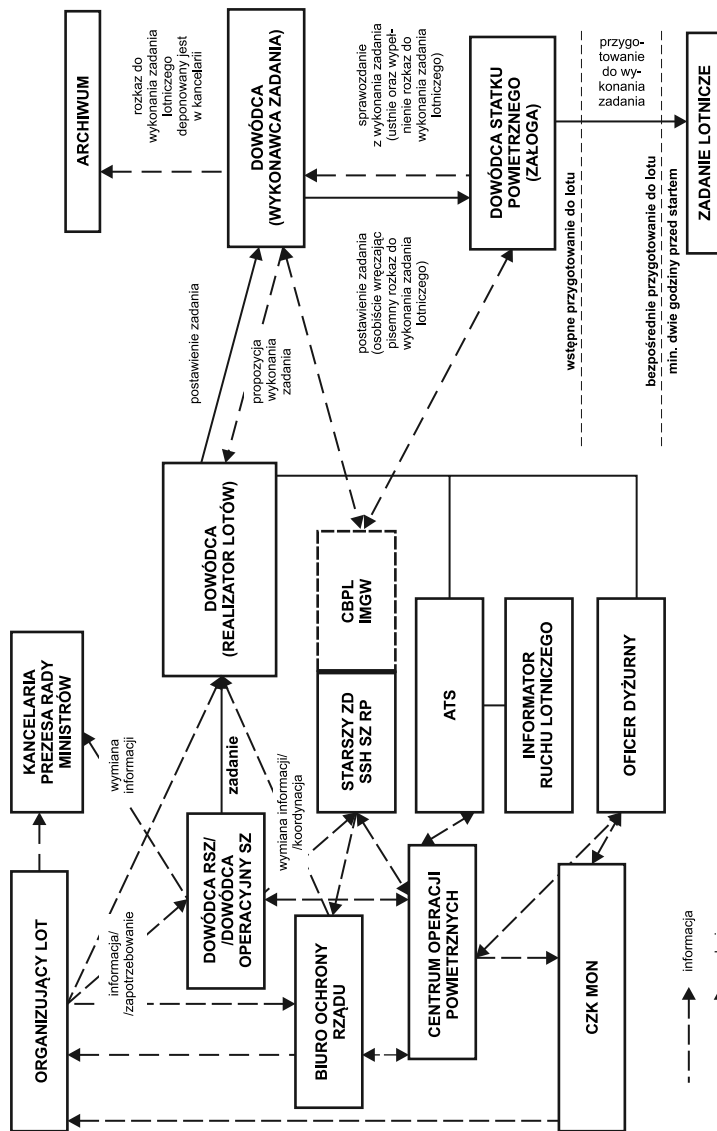 ORGANIZUJĄCY LOT
KANCELARIA
PREZESA RADY
MINISTRÓW
ARCHIWUM
informacja/
/zapotrzebowanie
wymiana
informacji
rozkaz do
wykonania zadania
lotniczego
deponowany jest
w kancelarii
postawienie zadania
DOWÓDCA RSZ/
/DOWÓDCA
OPERACYJNY SZ
zadanie
DOWÓDCA
(REALIZATOR LOTÓW)
propozycja
wykonania
zadania
DOWÓDCA
(WYKONAWCA ZADANIA)
wymiana informacji/
/koordynacja
BIURO OCHRONY
RZĄDU
STARSZY ZD
SSH SZ RP
CBPL
IMGW
postawienie zadania
(osobiście wręczając
pisemny rozkaz do
wykonania zadania
lotniczego)
sprawozdanie
z wykonania zadania
(ustnie oraz wypeł-
nienie rozkaz do
wykonania zadania
lotniczego)
CENTRUM OPERACJI
POWIETRZNYCH
ATS
INFORMATOR
RUCHU LOTNICZEGO
DOWÓDCA STATKU
POWIETRZNEGO
(ZAŁOGA)
CZK MON
OFICER DYŻURNY
wstępne przygotowanie do lotu
przygo-
towanie
do wy-
konania
zadania
bezpośrednie przygotowanie do lotu
min. dwie godziny przed startem
ZADANIE LOTNICZE
informacja